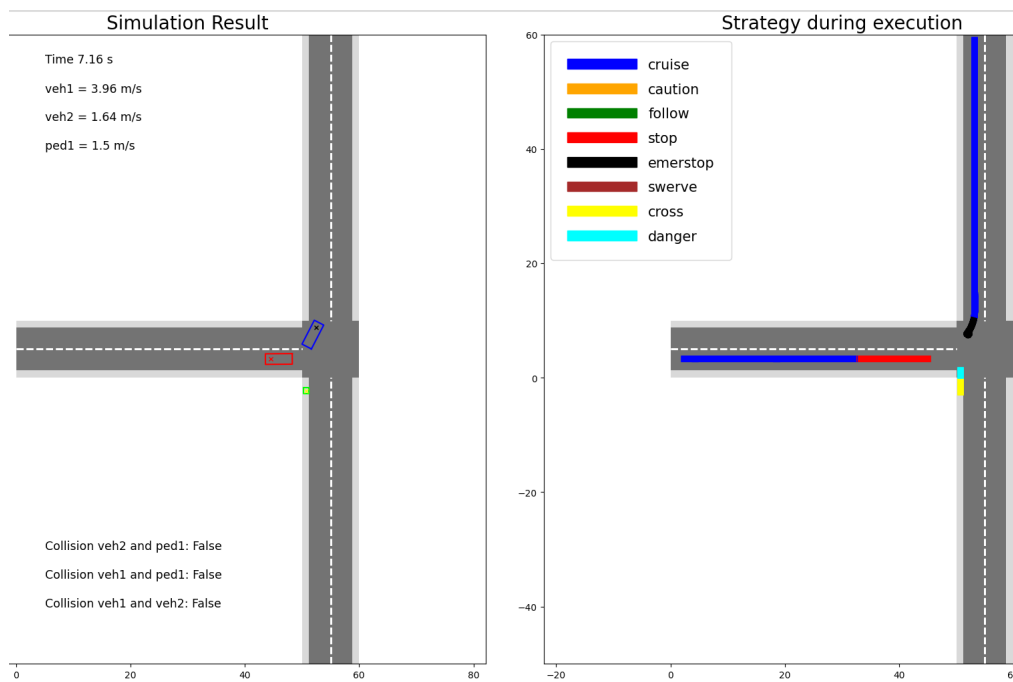 Simulation Result
Time 7.16 s
veh1 = 3.96 m/s
veh2 = 1.64 m/s
ped1 = 1.5 m/s
Collision veh2 and ped1: False
Collision veh1 and ped1: False
Collision veh1 and veh2: False
0 20 40 60 80
Strategy during execution
60
40
20
0
−20
−40
cruise
caution
follow
stop
emerstop
swerve
cross
danger
−20 0 20 40